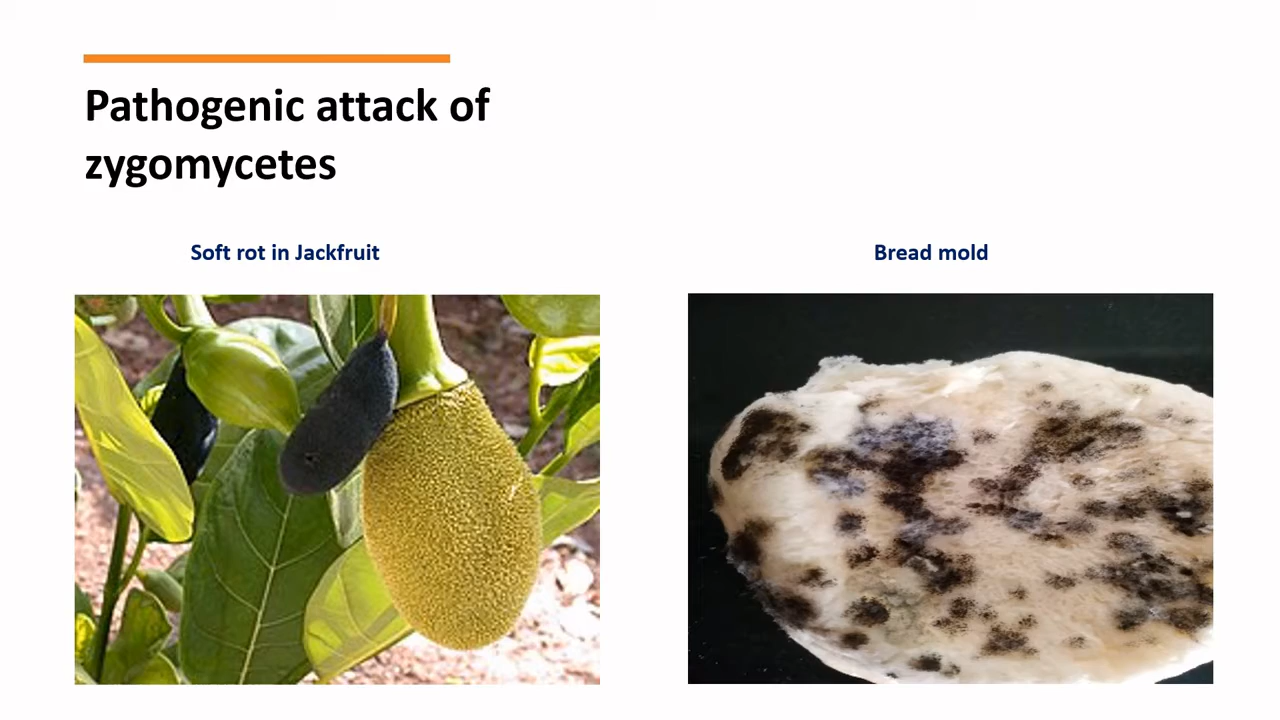 Pathogenic attack of
zygomycetes
Soft rot in Jackfruit
Bread mold